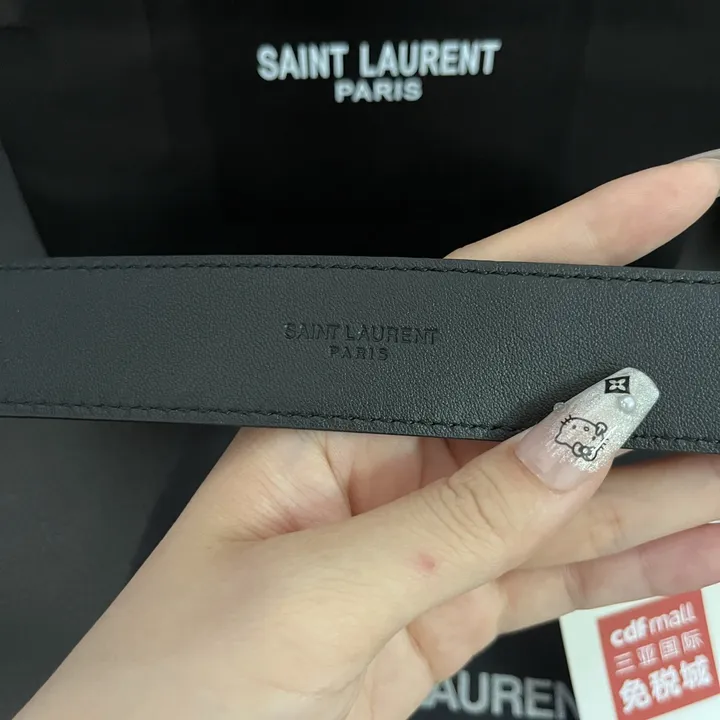 SAINT LAURENT
PARIS
SAINT LAURENT
PARIS
LAUREN
cdf mall
三亚国际
免税城